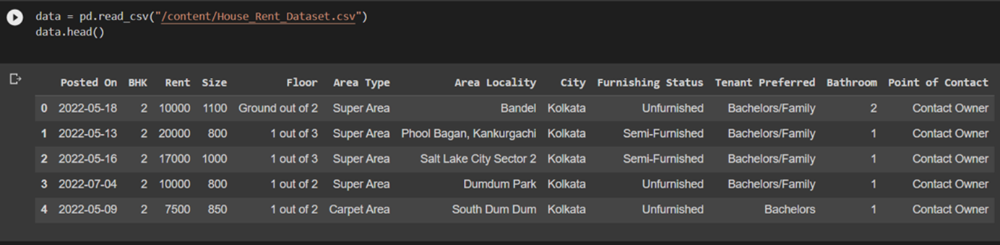 data = pd.read_csv("/content/House_Rent_Dataset.csv")
data.head()
Posted On BHK Rent Size Floor Area Type Area Locality City Furnishing Status Tenant Preferred Bathroom Point of Contact
0 2022-05-18 2 10000 1100 Ground out of 2 Super Area Bandel Kolkata Unfurnished Bachelors/Family 2 Contact Owner
1 2022-05-13 2 20000 800 1 out of 3 Super Area Phool Bagan, Kankurgachi Kolkata Semi-Furnished Bachelors/Family 1 Contact Owner
2 2022-05-16 2 17000 1000 1 out of 3 Super Area Salt Lake City Sector 2 Kolkata Semi-Furnished Bachelors/Family 1 Contact Owner
3 2022-07-04 2 10000 800 1 out of 2 Super Area Dumdum Park Kolkata Unfurnished Bachelors/Family 1 Contact Owner
4 2022-05-09 2 7500 850 1 out of 2 Carpet Area South Dum Dum Kolkata Unfurnished Bachelors 1 Contact Owner